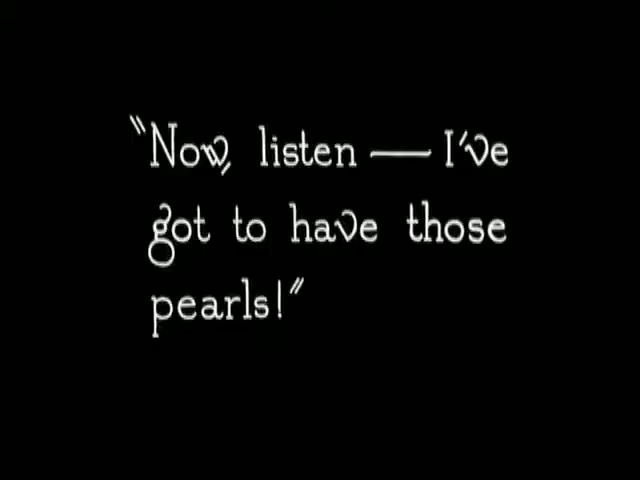 "Now, listen — I've
got to have those
pearls!"